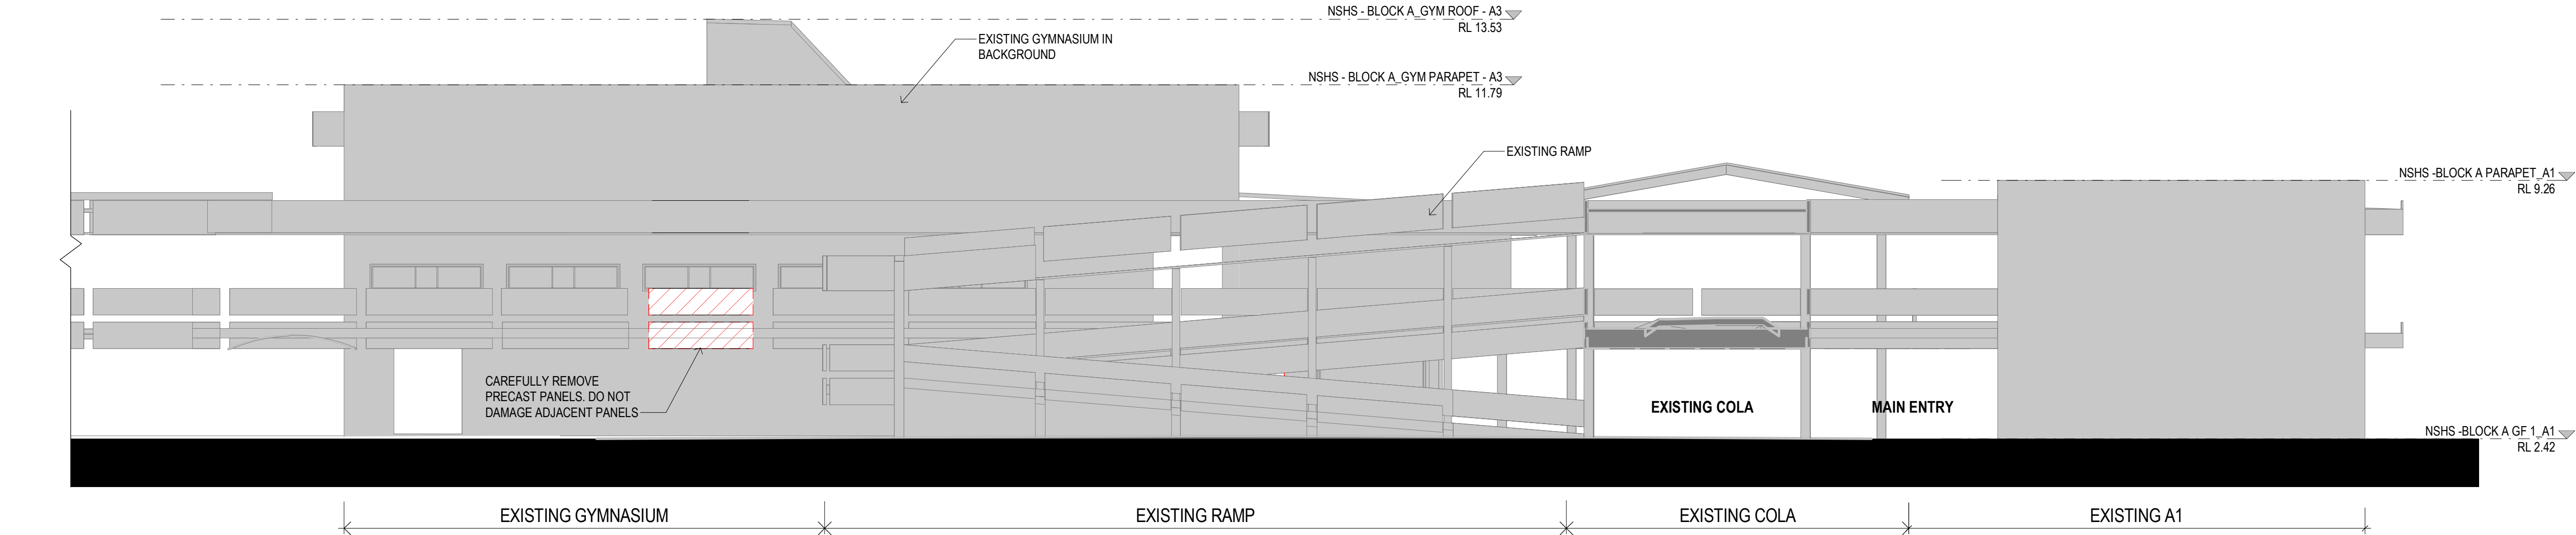 NSHS - BLOCK A_GYM ROOF - A3
RL 13.53
EXISTING GYMNASIUM IN
BACKGROUND
NSHS - BLOCK A_GYM PARAPET - A3
RL 11.79
EXISTING RAMP
NSHS -BLOCK A PARAPET_A1
RL 9.26
CAREFULLY REMOVE
PRECAST PANELS. DO NOT
DAMAGE ADJACENT PANELS
EXISTING COLA
MAIN ENTRY
NSHS -BLOCK A GF 1_A1
RL 2.42
EXISTING GYMNASIUM
EXISTING RAMP
EXISTING COLA
EXISTING A1